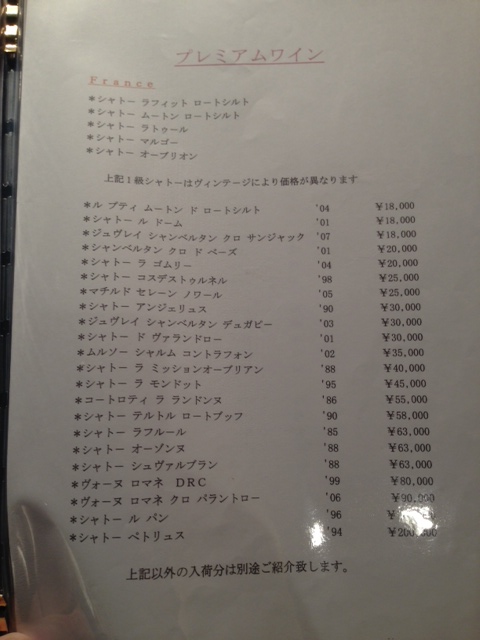 プレミアムワイン
France
＊シャトー ラフィット ロートシルト
＊シャトー ムートン ロートシルト
＊シャトー ラトゥール
＊シャトー マルゴー
＊シャトー オーブリオン
上記１級シャトーはヴィンテージにより価格が異なります
＊ル プティ ムートン ド ロートシルト '04 ￥18,000
＊シャトー ル ドーム '01 ￥18,000
＊ジュヴレイ シャンベルタン クロ サンジャック '07 ￥18,000
＊シャンベルタン クロ ド ベーズ '01 ￥20,000
＊シャトー ラ ゴムリー '04 ￥20,000
＊シャトー コスデストゥルネル '98 ￥25,000
＊マチルド セレーン ノワール '05 ￥25,000
＊シャトー アンジェリュス '90 ￥30,000
＊ジュヴレイ シャンベルタン デュガピー '03 ￥30,000
＊シャトー ド ヴァランドロー '01 ￥30,000
＊ムルソー シャルム コントラフォン '02 ￥35,000
＊シャトー ラ ミッションオーブリアン '88 ￥40,000
＊シャトー ラ モンドット '95 ￥45,000
＊コートロティ ラ ランドンヌ '86 ￥55,000
＊シャトー テルトル ロートブッフ '90 ￥58,000
＊シャトー ラフルール '85 ￥63,000
＊シャトー オーゾンヌ '88 ￥63,000
＊シャトー シュヴァルブラン '88 ￥63,000
＊ヴォーヌ ロマネ DRC '99 ￥80,000
＊ヴォーヌ ロマネ クロ パラントロー '06 ￥90,000
＊シャトー ル パン '96
＊シャトー ペトリュス '94 ￥200,000
上記以外の入荷分は別途ご紹介致します。